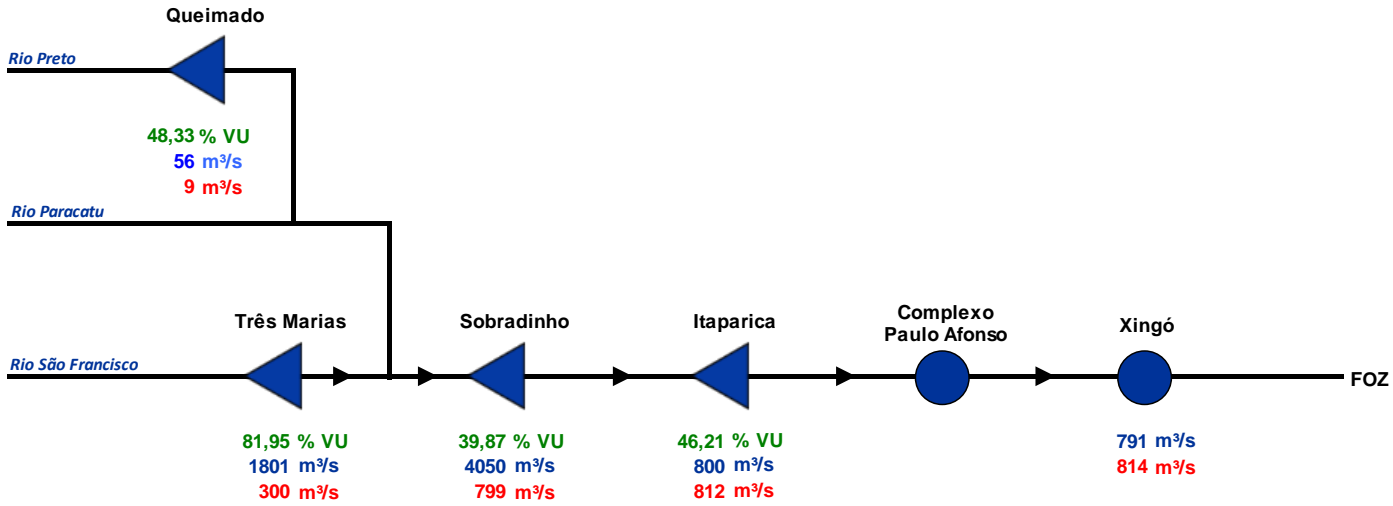 Queimado
Rio Preto
48,33 % VU
56 m³/s
9 m³/s
Rio Paracatu
Três Marias
Sobradinho
Itaparica
Complexo
Paulo Afonso
Xingó
Rio São Francisco
FOZ
81,95 % VU
1801 m³/s
300 m³/s
39,87 % VU
4050 m³/s
799 m³/s
46,21 % VU
800 m³/s
812 m³/s
791 m³/s
814 m³/s